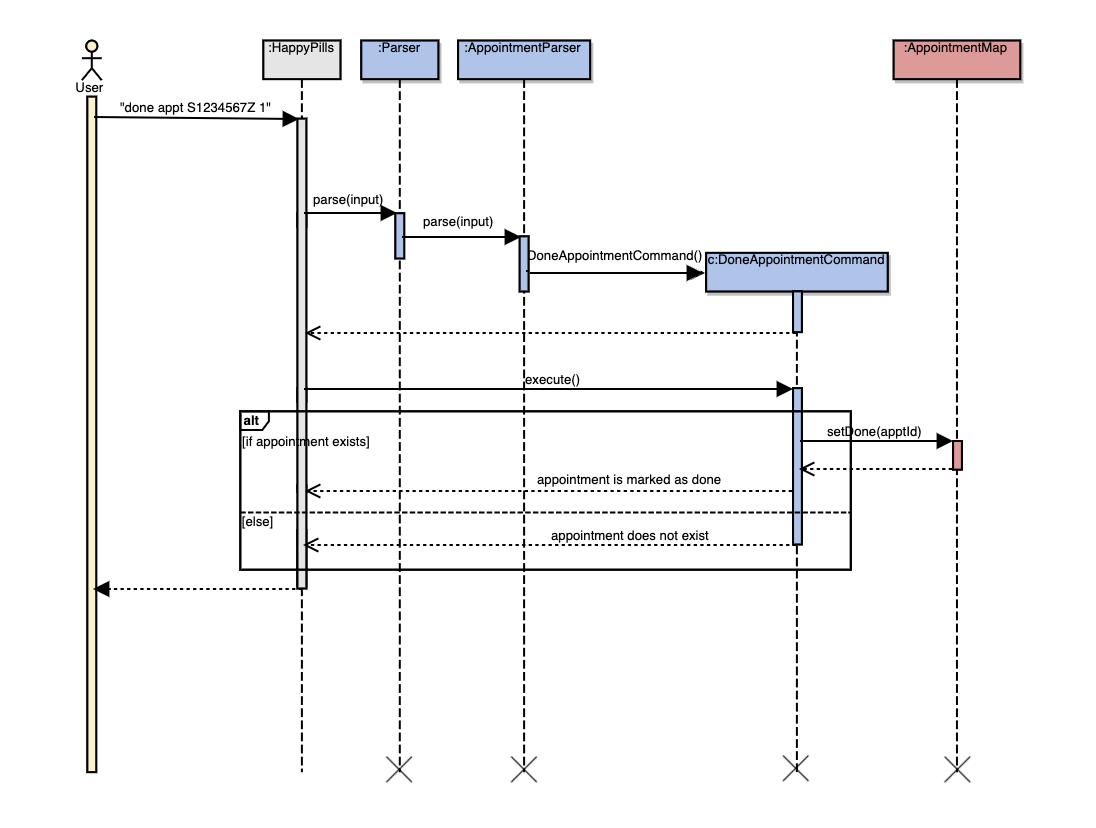 :HappyPills
:Parser
:AppointmentParser
:AppointmentMap
User
"done appt S1234567Z 1"
parse(input)
parse(input)
DoneAppointmentCommand()
c:DoneAppointmentCommand
execute()
alt
[if appointment exists]
setDone(apptId)
appointment is marked as done
[else]
appointment does not exist